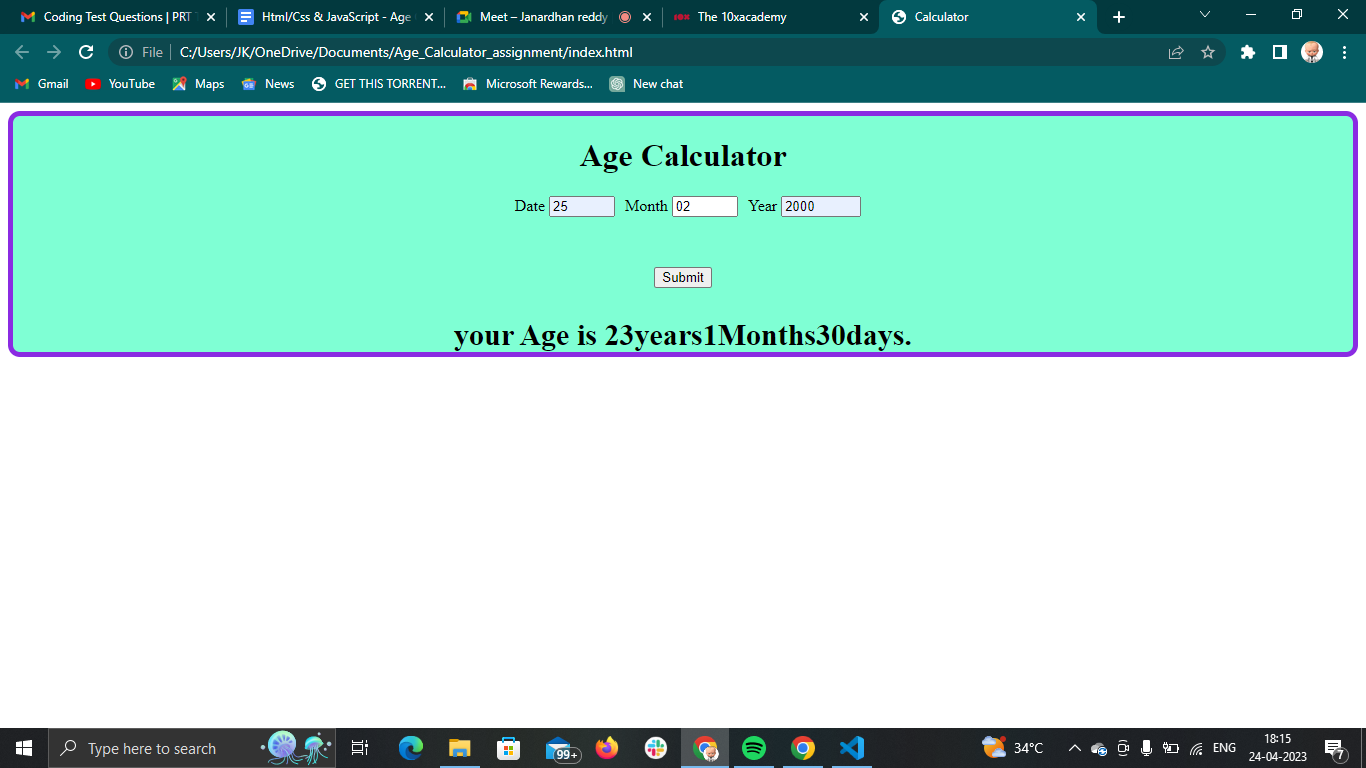 Coding Test Questions | PRT
Html/Css & JavaScript - Age
Meet – Janardhan reddy
The 10xacademy
Calculator
File C:/Users/JK/OneDrive/Documents/Age_Calculator_assignment/index.html
Gmail YouTube Maps News GET THIS TORRENT... Microsoft Rewards... New chat
Age Calculator
Date 25 Month 02 Year 2000
Submit
your Age is 23years1Months30days.
Type here to search
99+
34°C
ENG
18:15
24-04-2023
7